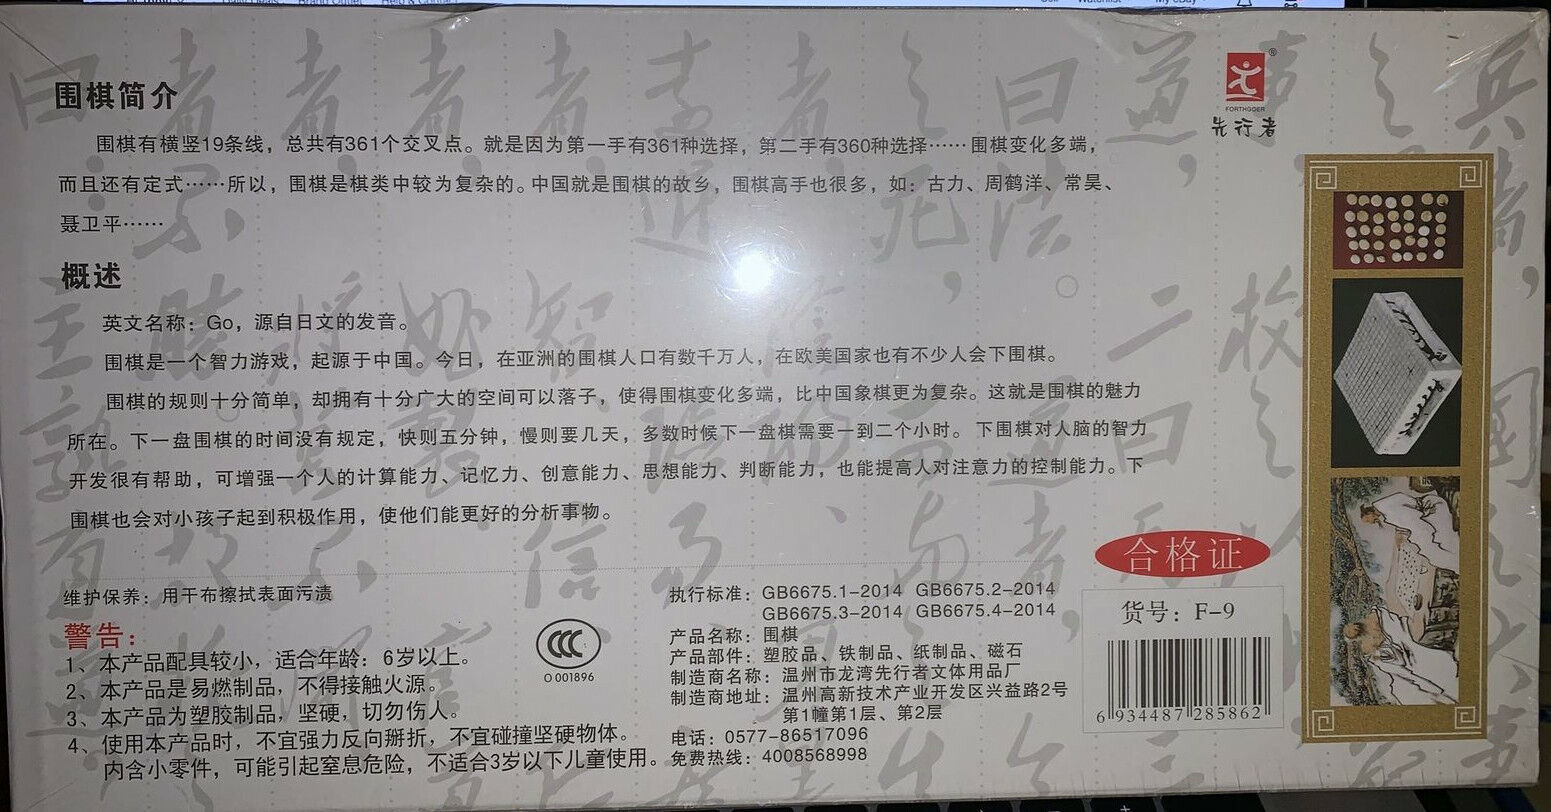 围棋简介
围棋有横竖19条线，总共有361个交叉点。就是因为第一手有361种选择，第二手有360种选择……围棋变化多端，
而且还有定式……所以，围棋是棋类中较为复杂的。中国就是围棋的故乡，围棋高手也很多，如：古力、周鹤洋、常昊、
聂卫平……
概述
英文名称：Go，源自日文的发音。
围棋是一个智力游戏，起源于中国。今日，在亚洲的围棋人口有数千万人，在欧美国家也有不少人会下围棋。
围棋的规则十分简单，却拥有十分广大的空间可以落子，使得围棋变化多端，比中国象棋更为复杂。这就是围棋的魅力
所在。下一盘围棋的时间没有规定，快则五分钟，慢则要几天，多数时候下一盘棋需要一到二个小时。下围棋对人脑的智力
开发很有帮助，可增强一个人的计算能力、记忆力、创意能力、思想能力、判断能力，也能提高人对注意力的控制能力。下
围棋也会对小孩子起到积极作用，使他们能更好的分析事物。
FORTHGOER
®
先行者
维护保养：用干布擦拭表面污渍
警告：
1、本产品配具较小，适合年龄：6岁以上。
2、本产品是易燃制品，不得接触火源。
3、本产品为塑胶制品，坚硬，切勿伤人。
4、使用本产品时，不宜强力反向掰折，不宜碰撞坚硬物体。
内含小零件，可能引起窒息危险，不适合3岁以下儿童使用。
CCC
O 001896
执行标准：GB6675.1-2014 GB6675.2-2014
GB6675.3-2014 GB6675.4-2014
产品名称：围棋
产品部件：塑胶品、铁制品、纸制品、磁石
制造商名称：温州市龙湾先行者文体用品厂
制造商地址：温州高新技术产业开发区兴益路2号
第1幢第1层、第2层
电话：0577-86517096
免费热线：4008568998
合格证
货号：F-9
6 934487 285862